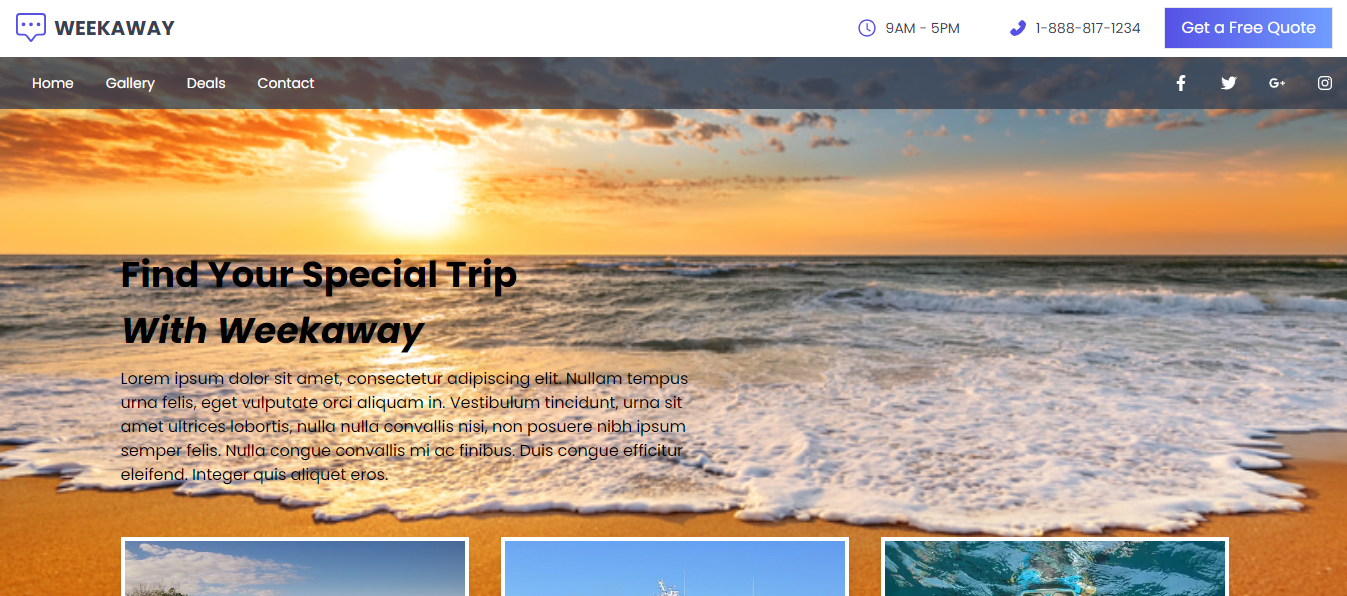 WEEKAWAY
9AM - 5PM
1-888-817-1234
Get a Free Quote
Home
Gallery
Deals
Contact
G+
Find Your Special Trip
With Weekaway
Lorem ipsum dolor sit amet, consectetur adipiscing elit. Nullam tempus
urna felis, eget vulputate orci aliquam in. Vestibulum tincidunt, urna sit
amet ultrices lobortis, nulla nulla convallis nisi, non posuere nibh ipsum
semper felis. Nulla congue convallis mi ac finibus. Duis congue efficitur
eleifend. Integer quis aliquet eros.